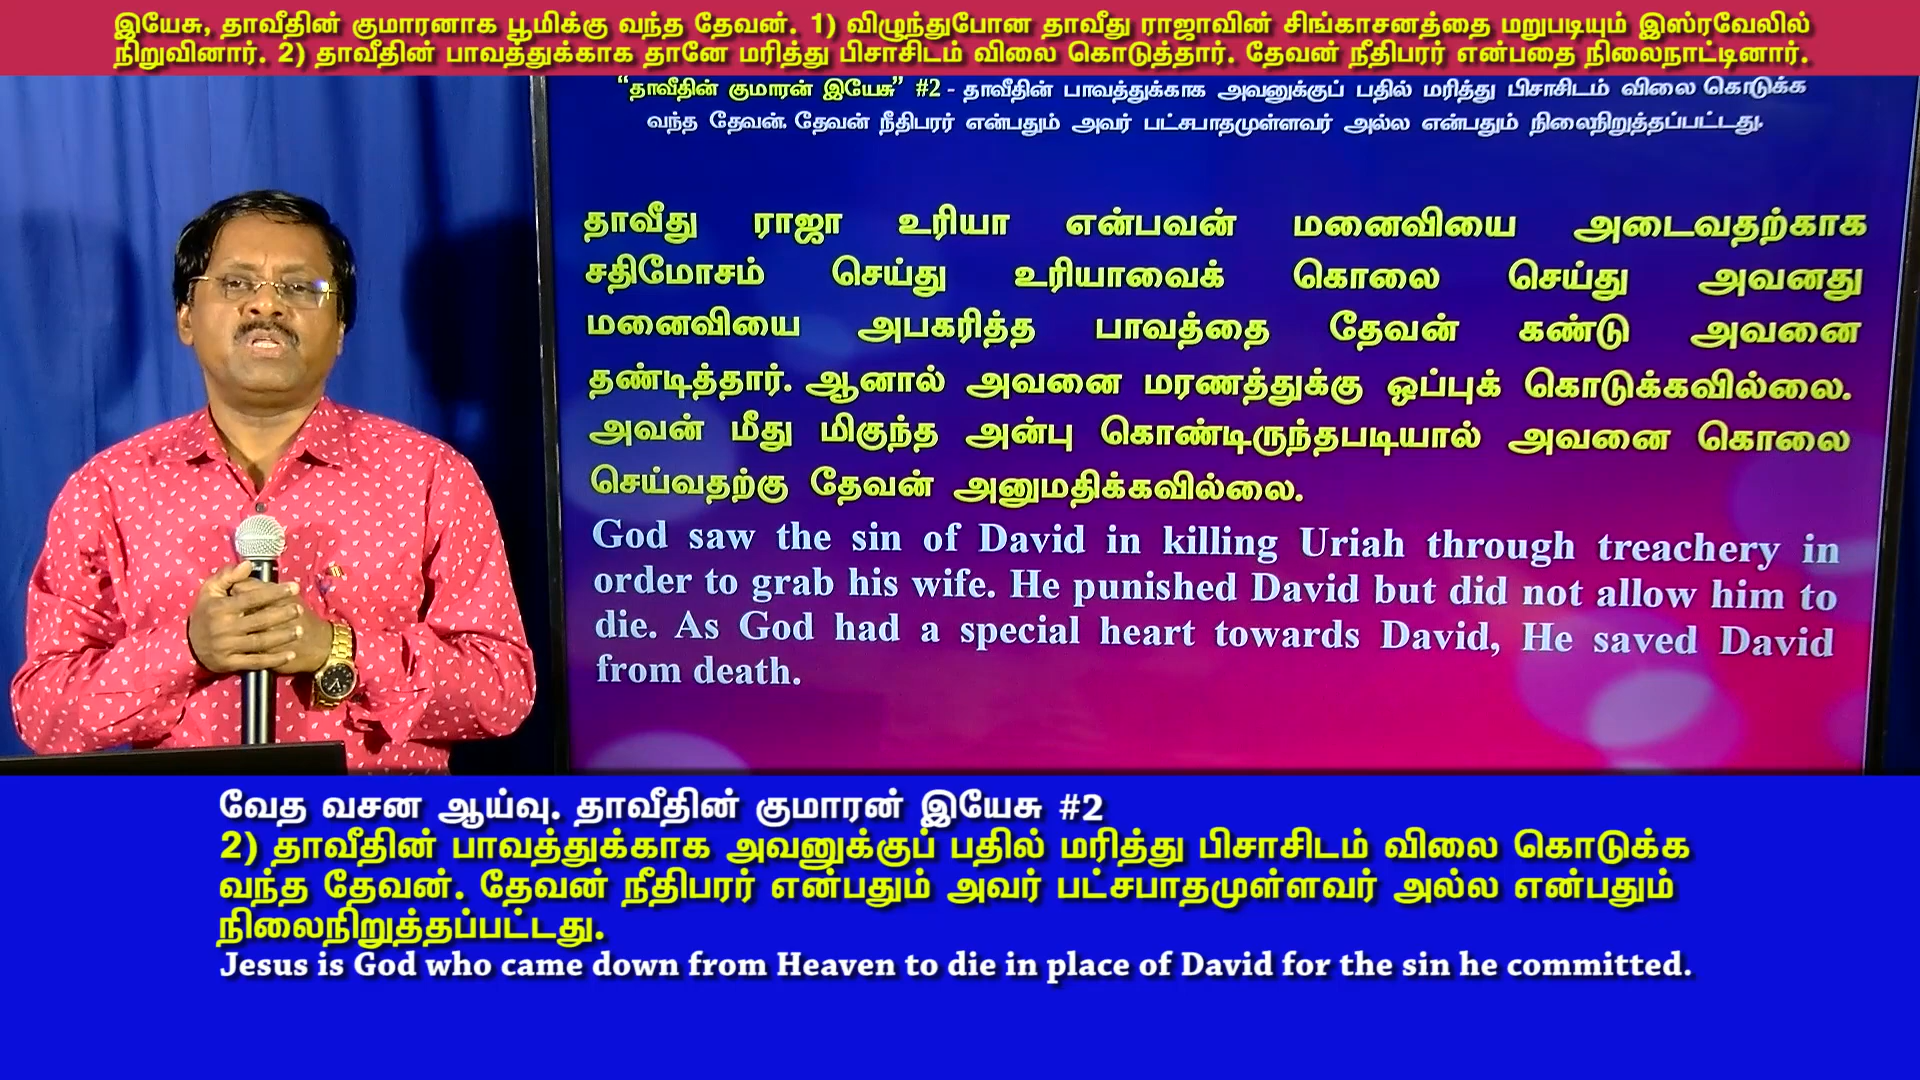 இயேசு, தாவீதின் குமாரனாக பூமிக்கு வந்த தேவன். 1) விழுந்துபோன தாவீது ராஜாவின் சிங்காசனத்தை மறுபடியும் இஸ்ரவேலில்
நிறுவினார். 2) தாவீதின் பாவத்துக்காக தானே மரித்து பிசாசிடம் விலை கொடுத்தார். தேவன் நீதிபரர் என்பதை நிலைநாட்டினார்.
“தாவீதின் குமாரன் இயேசு” #2 - தாவீதின் பாவத்துக்காக அவனுக்குப் பதில் மரித்து பிசாசிடம் விலை கொடுக்க
வந்த தேவன். தேவன் நீதிபரர் என்பதும் அவர் பட்சபாதமுள்ளவர் அல்ல என்பதும் நிலைநிறுத்தப்பட்டது.
தாவீது ராஜா உரியா என்பவன் மனைவியை அடைவதற்காக
சதிமோசம் செய்து உரியாவைக் கொலை செய்து அவனது
மனைவியை அபகரித்த பாவத்தை தேவன் கண்டு அவனை
தண்டித்தார். ஆனால் அவனை மரணத்துக்கு ஒப்புக் கொடுக்கவில்லை.
அவன் மீது மிகுந்த அன்பு கொண்டிருந்தபடியால் அவனை கொலை
செய்வதற்கு தேவன் அனுமதிக்கவில்லை.
God saw the sin of David in killing Uriah through treachery in
order to grab his wife. He punished David but did not allow him to
die. As God had a special heart towards David, He saved David
from death.
வேத வசன ஆய்வு. தாவீதின் குமாரன் இயேசு #2
2) தாவீதின் பாவத்துக்காக அவனுக்குப் பதில் மரித்து பிசாசிடம் விலை கொடுக்க
வந்த தேவன். தேவன் நீதிபரர் என்பதும் அவர் பட்சபாதமுள்ளவர் அல்ல என்பதும்
நிலைநிறுத்தப்பட்டது.
Jesus is God who came down from Heaven to die in place of David for the sin he committed.